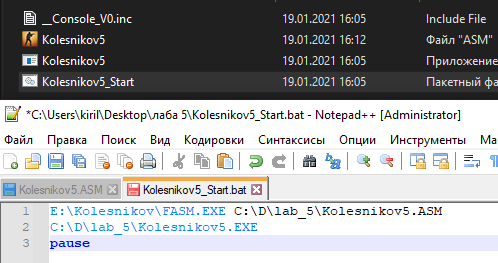 __Console_V0.inc 19.01.2021 16:05 Include File
Kolesnikov5 19.01.2021 16:12 Файл "ASM"
Kolesnikov5 19.01.2021 16:05 Приложение
Kolesnikov5_Start 19.01.2021 16:05 Пакетный фа
*C:\Users\kiril\Desktop\лаба 5\Kolesnikov5_Start.bat - Notepad++ [Administrator]
Файл Правка Поиск Вид Кодировки Синтаксисы Опции Инструменты Ма
Kolesnikov5.ASM Kolesnikov5_Start.bat
1 E:\Kolesnikov\FASM.EXE C:\D\lab_5\Kolesnikov5.ASM
2 C:\D\lab_5\Kolesnikov5.EXE
3 pause